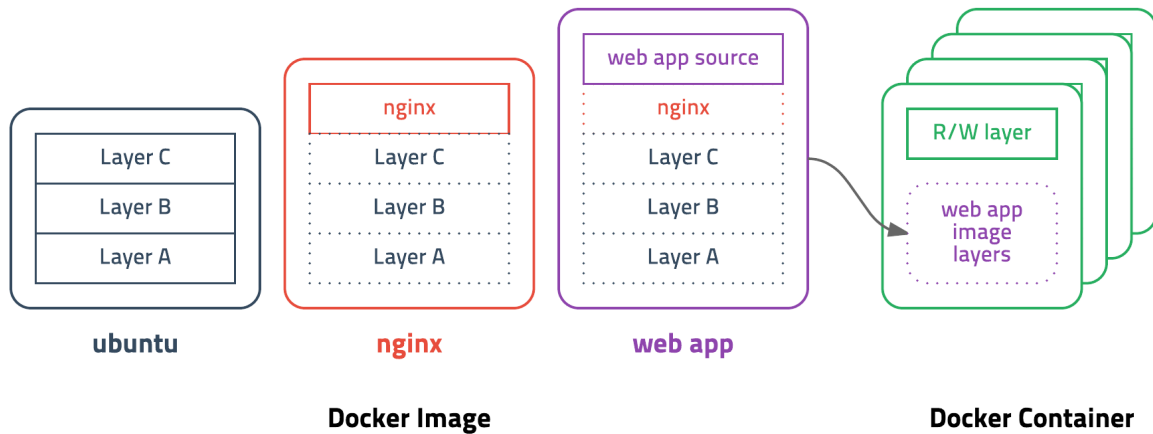 Layer C
Layer B
Layer A
ubuntu
nginx
Layer C
Layer B
Layer A
nginx
web app source
nginx
Layer C
Layer B
Layer A
web app
Docker Image
R/W layer
web app
image
layers
Docker Container